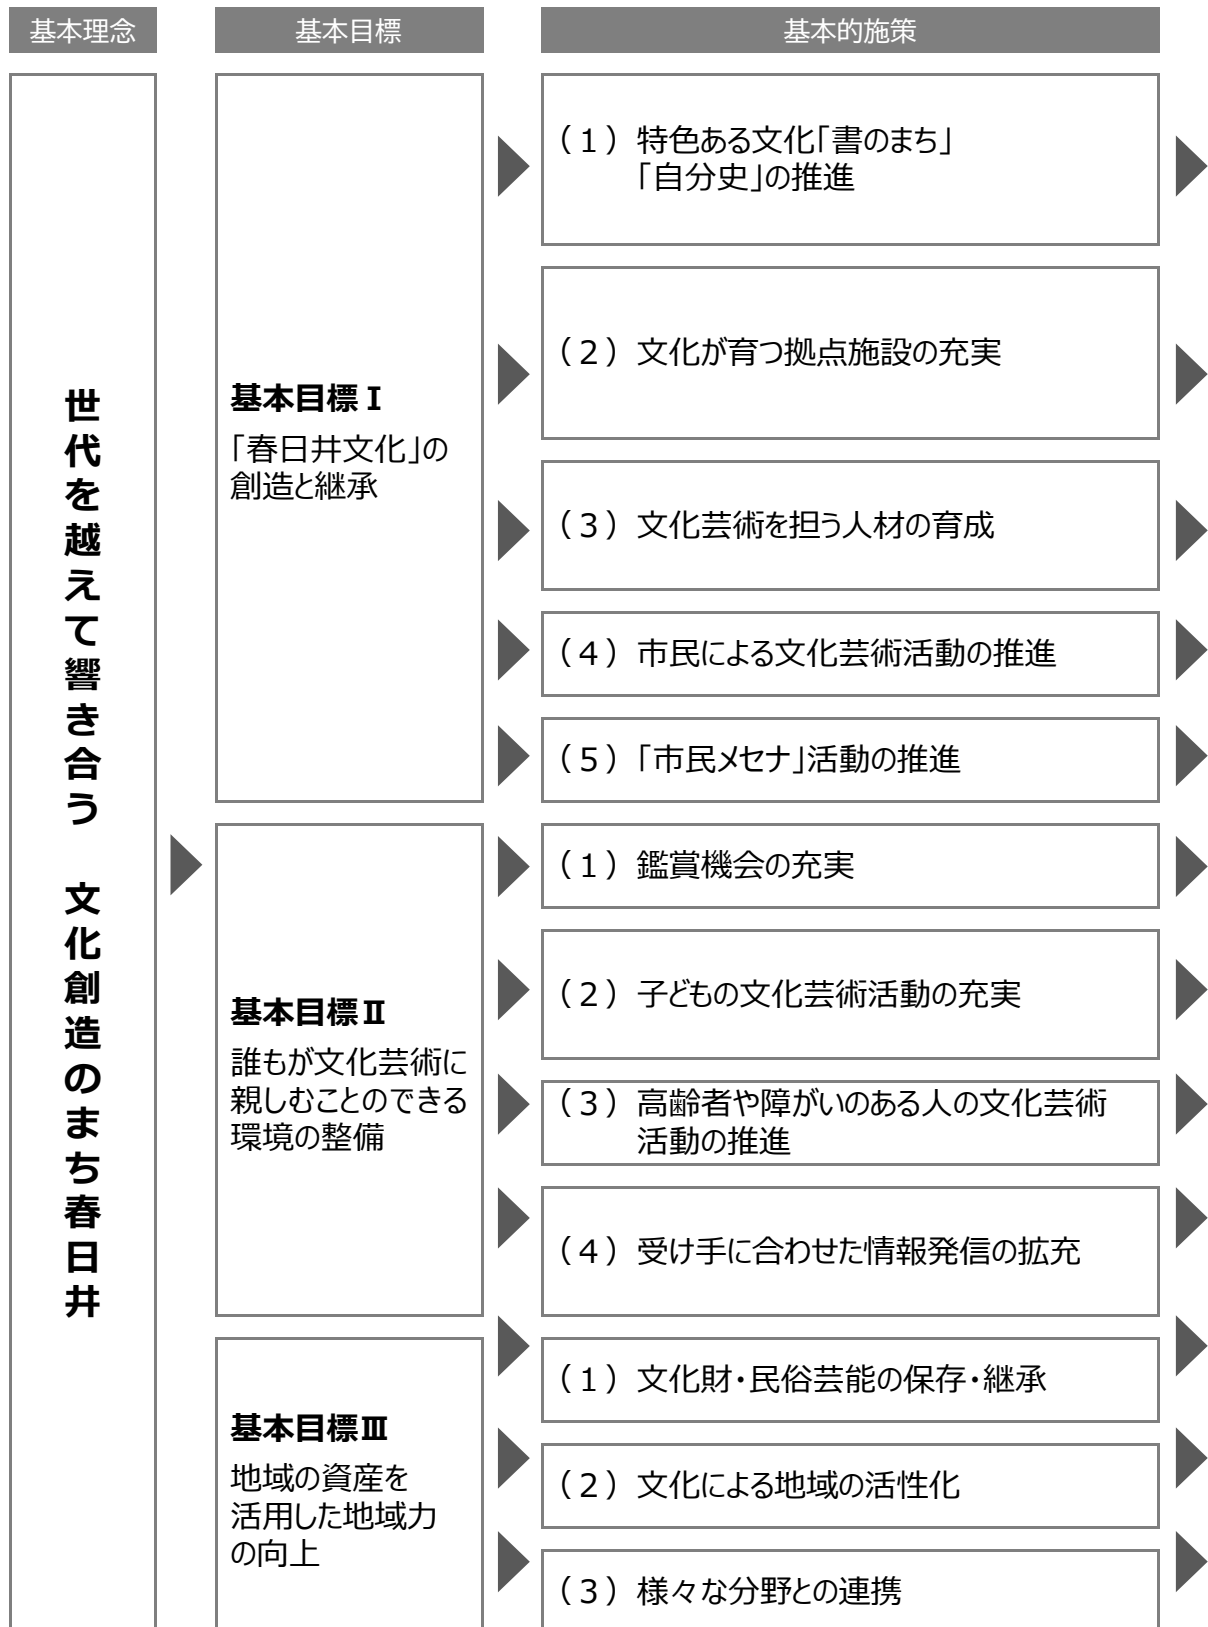 基本理念
基本目標
基本的施策
世代を越えて響き合う　文化創造のまち春日井
基本目標Ⅰ
「春日井文化」の
創造と継承
（１）特色ある文化「書のまち」
「自分史」の推進
（２）文化が育つ拠点施設の充実
（３）文化芸術を担う人材の育成
（４）市民による文化芸術活動の推進
（５）「市民メセナ」活動の推進
基本目標Ⅱ
誰もが文化芸術に
親しむことのできる
環境の整備
（１）鑑賞機会の充実
（２）子どもの文化芸術活動の充実
（３）高齢者や障がいのある人の文化芸術
活動の推進
（４）受け手に合わせた情報発信の拡充
基本目標Ⅲ
地域の資産を
活用した地域力
の向上
（１）文化財・民俗芸能の保存・継承
（２）文化による地域の活性化
（３）様々な分野との連携